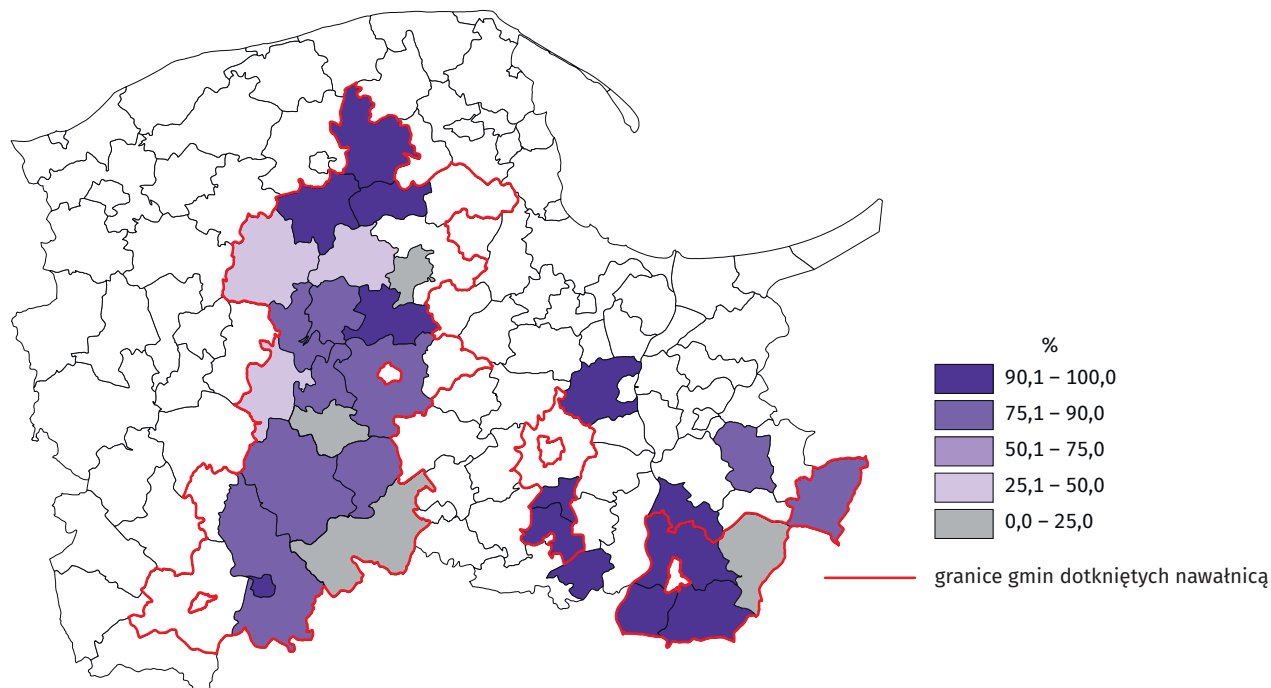 %
90,1 – 100,0
75,1 – 90,0
50,1 – 75,0
25,1 – 50,0
0,0 – 25,0
granice gmin dotkniętych nawałnicą